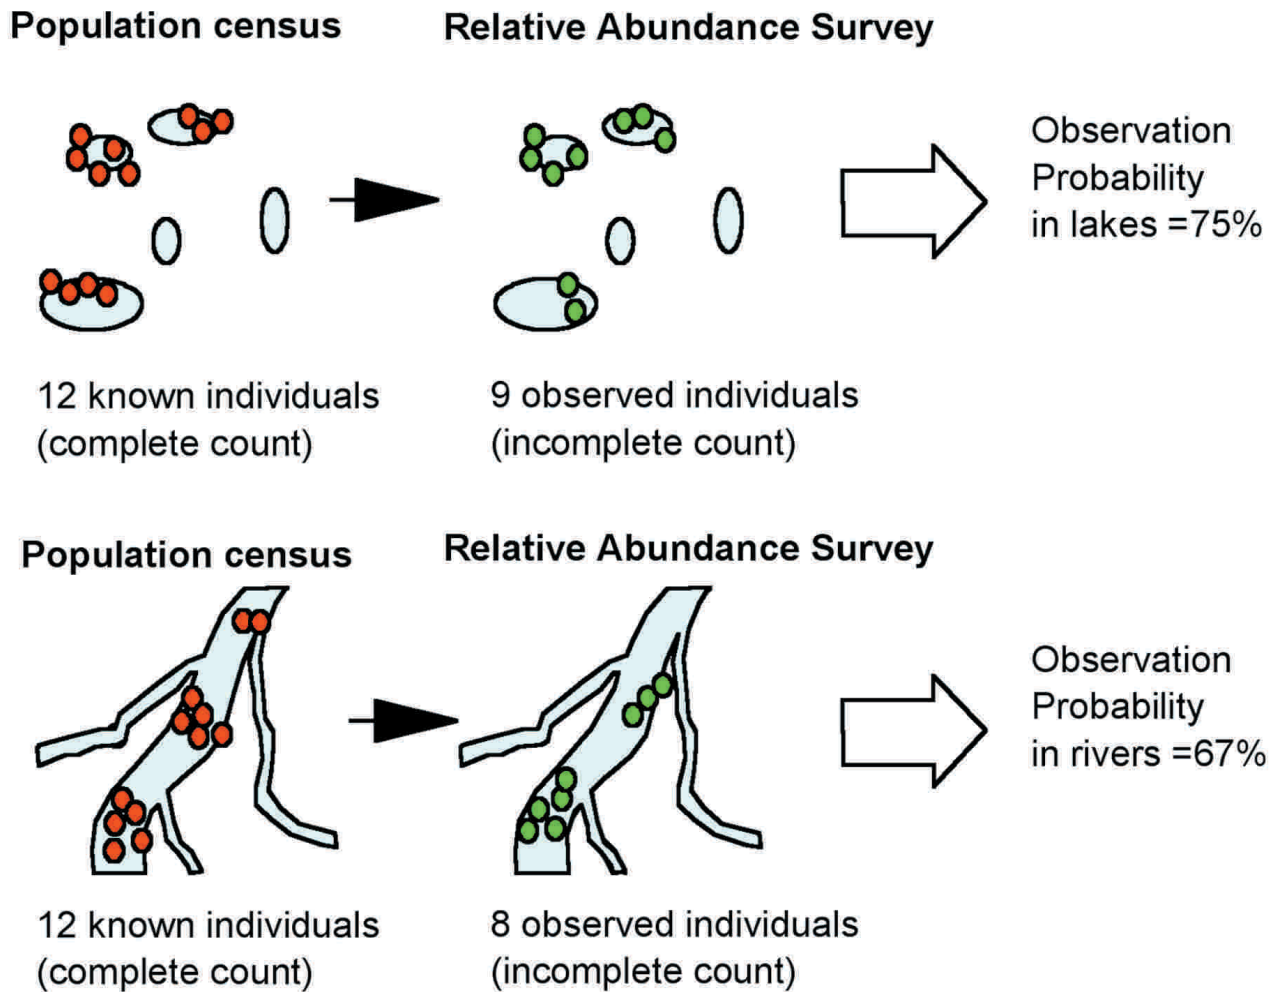 Population census
Relative Abundance Survey
Observation
Probability
in lakes =75%
12 known individuals
(complete count)
9 observed individuals
(incomplete count)
Population census
Relative Abundance Survey
Observation
Probability
in rivers =67%
12 known individuals
(complete count)
8 observed individuals
(incomplete count)